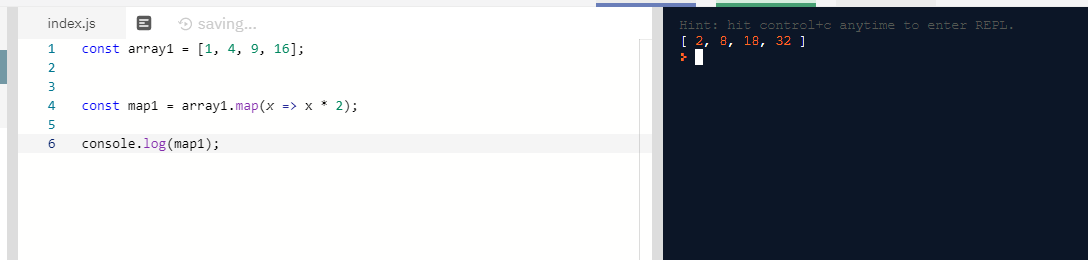 index.js saving...
1 const array1 = [1, 4, 9, 16];
2
3
4 const map1 = array1.map(x => x * 2);
5
6 console.log(map1);
Hint: hit control+c anytime to enter REPL.
[ 2, 8, 18, 32 ]
>